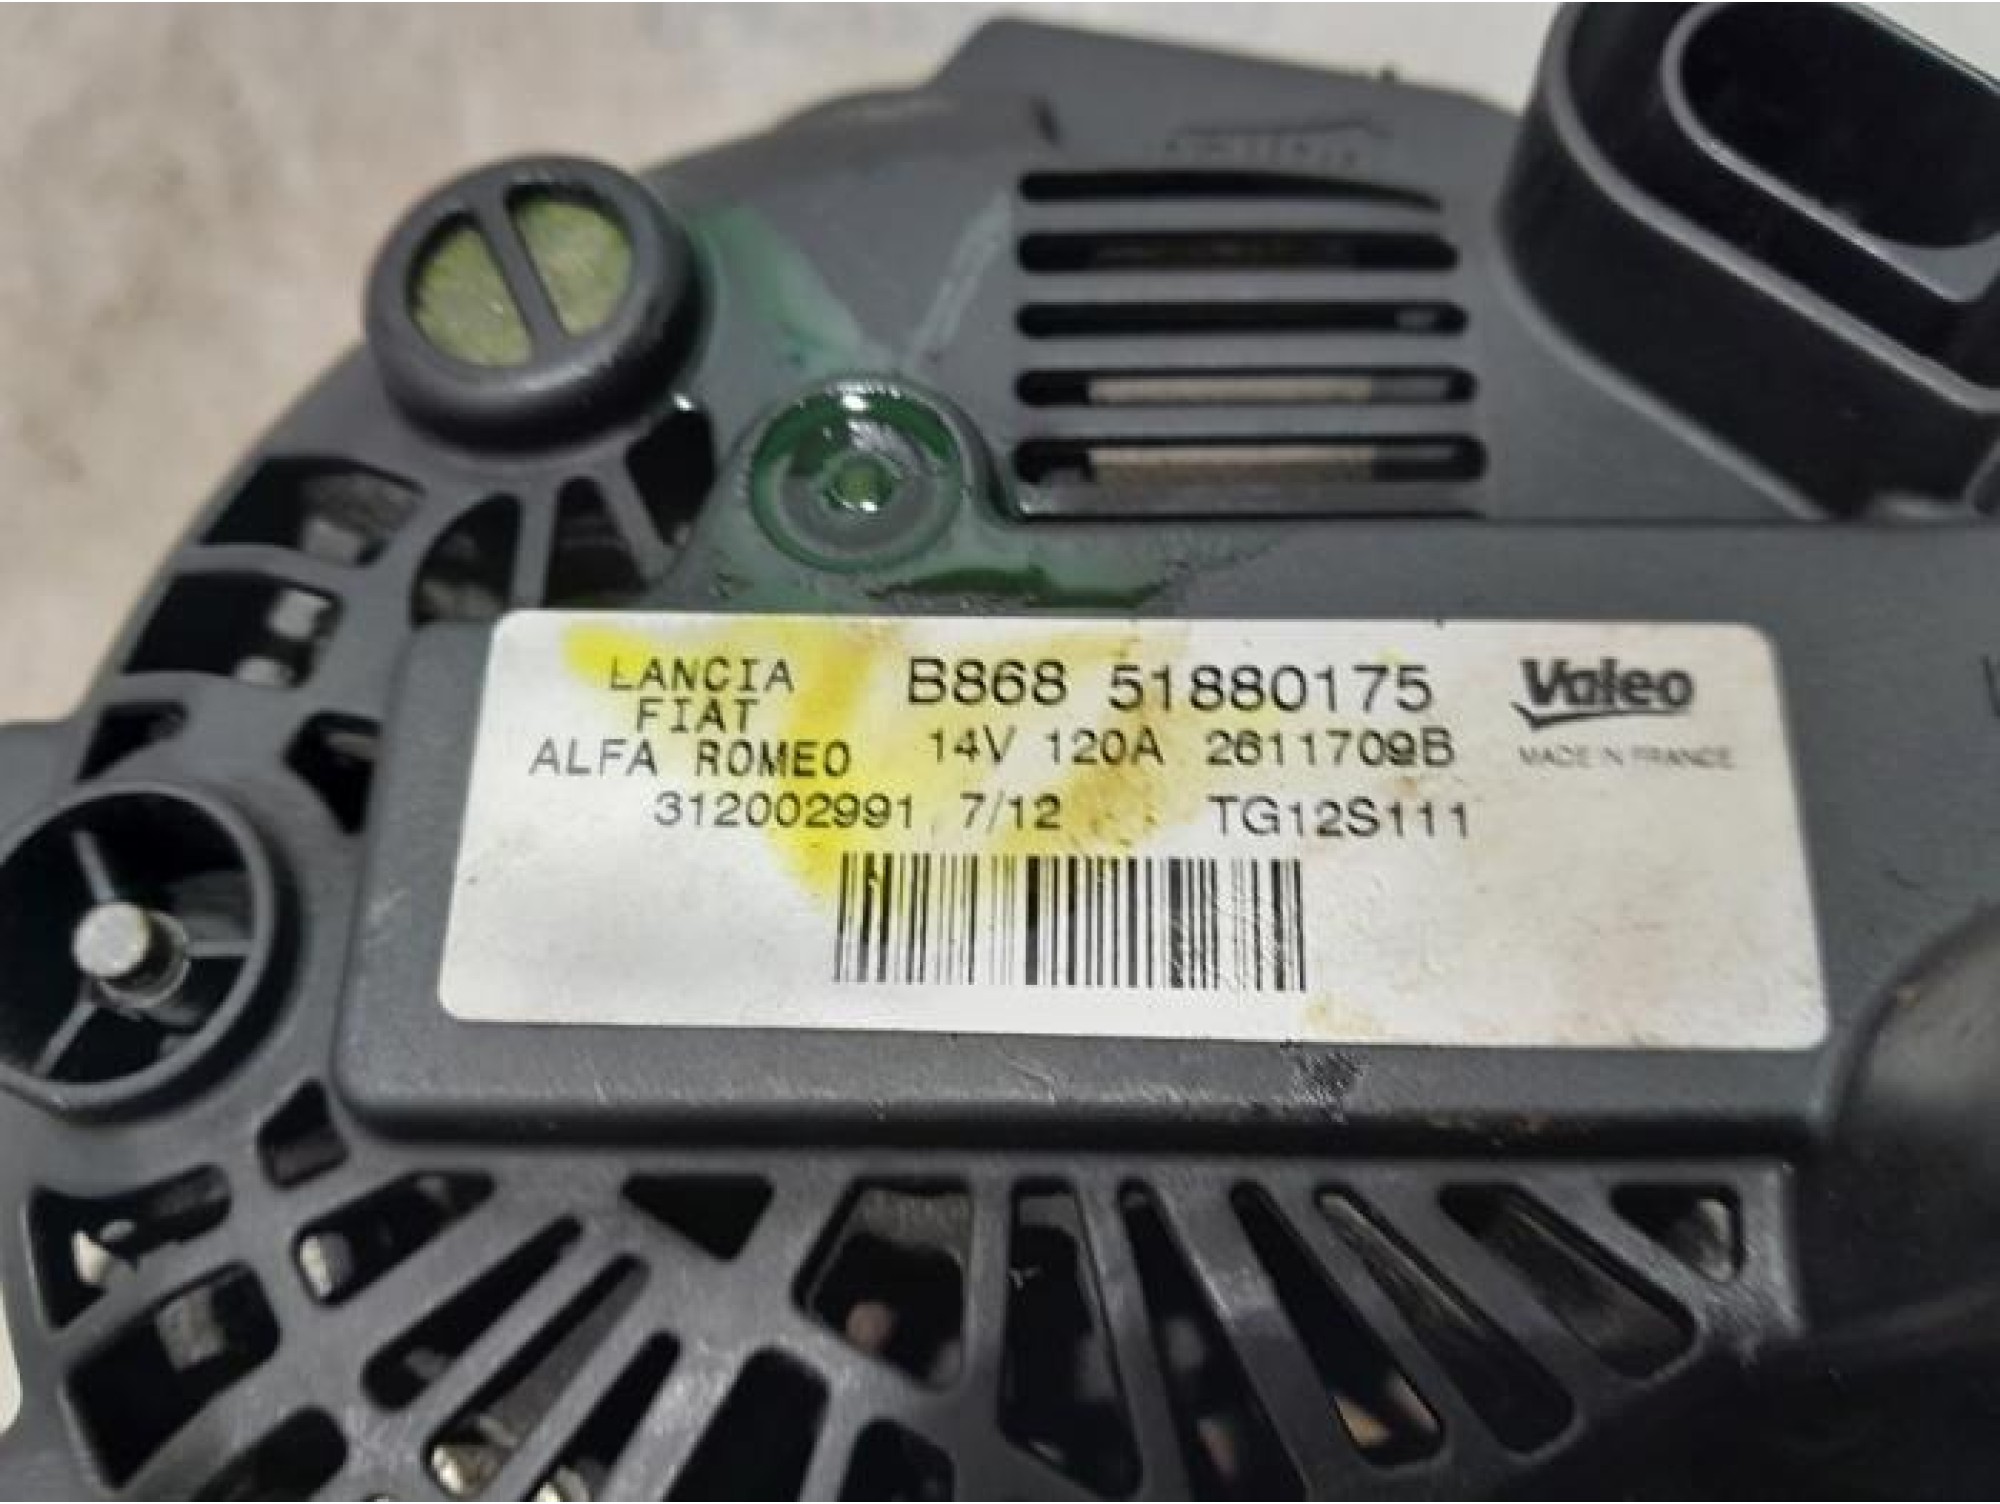 LANCIA
FIAT
ALFA ROMEO
B868 51880175
14V 120A 2611709B
312002991 7/12 TG12S111
Valeo
MADE IN FRANCE